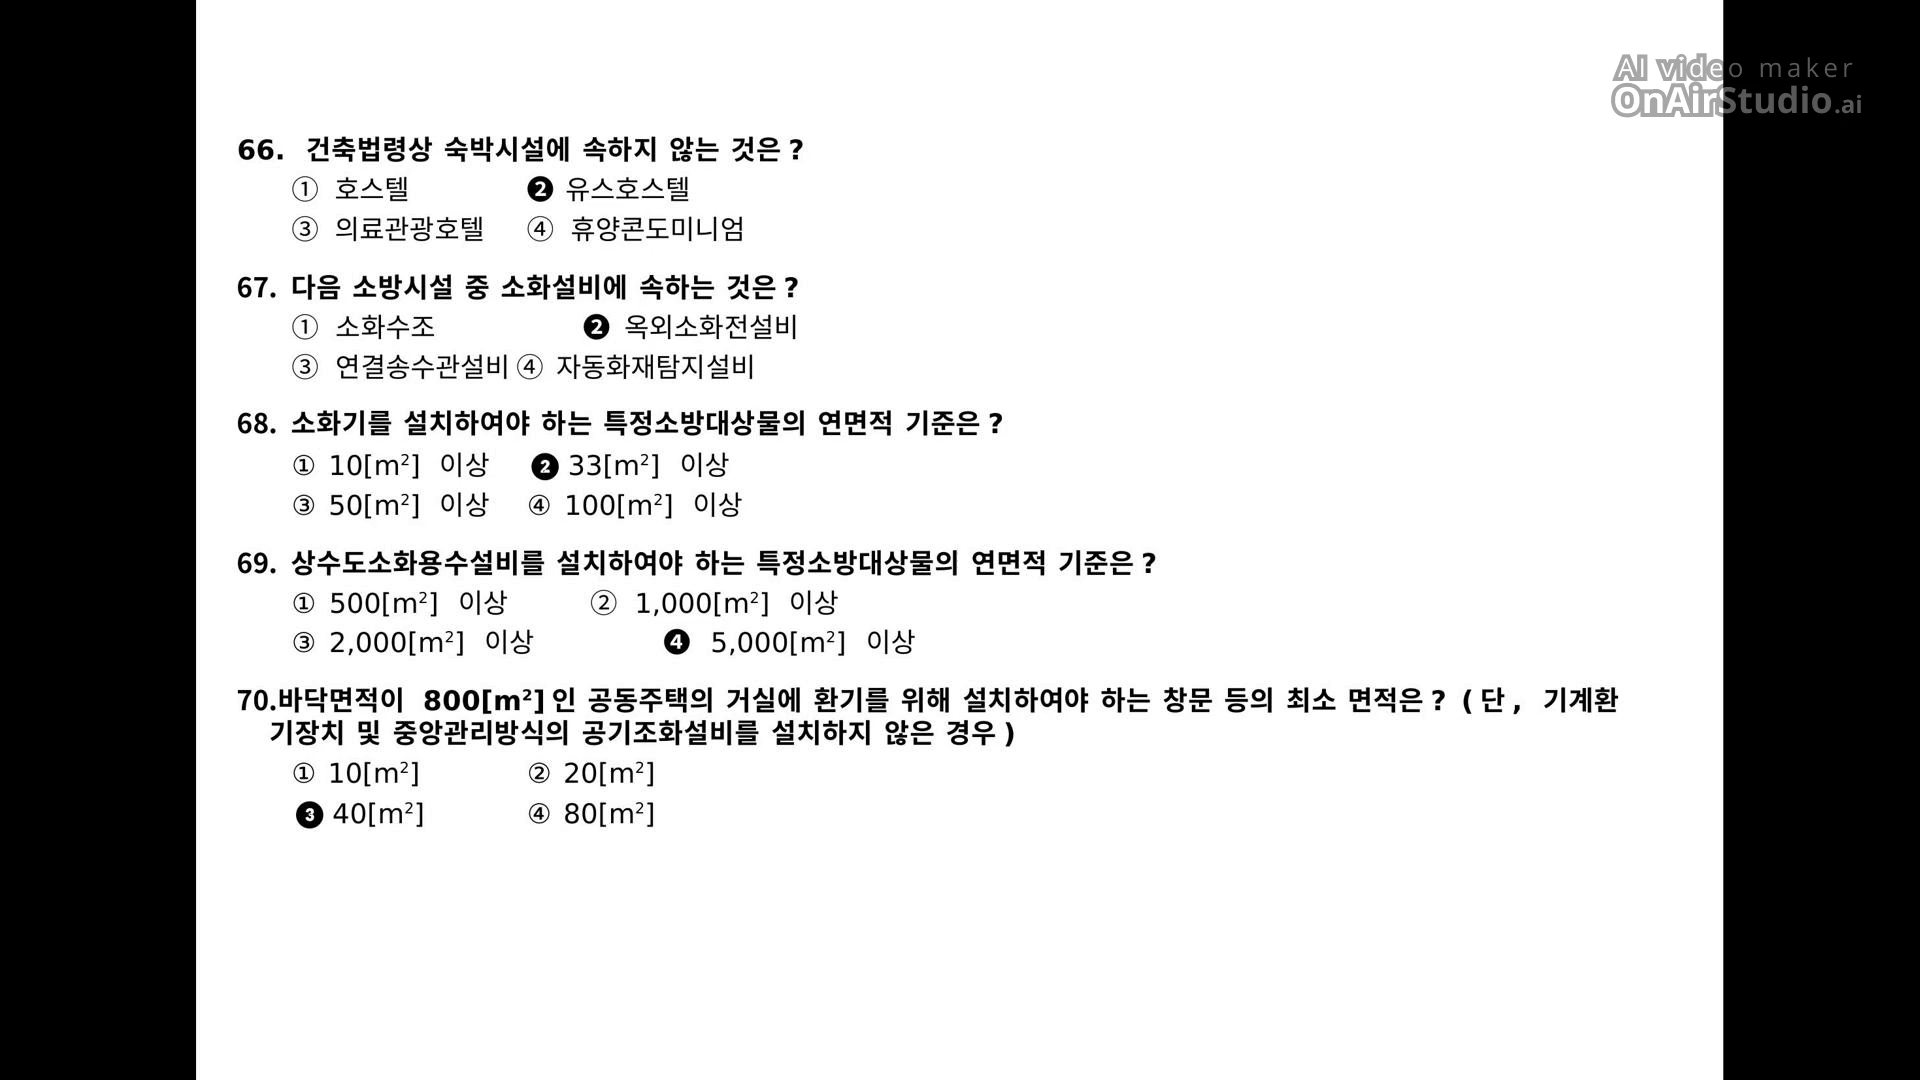 AI video maker
OnAirStudio.ai
66. 건축법령상 숙박시설에 속하지 않는 것은?
① 호스텔 ❷ 유스호스텔
③ 의료관광호텔 ④ 휴양콘도미니엄
67. 다음 소방시설 중 소화설비에 속하는 것은?
① 소화수조 ❷ 옥외소화전설비
③ 연결송수관설비 ④ 자동화재탐지설비
68. 소화기를 설치하여야 하는 특정소방대상물의 연면적 기준은?
① 10[m²] 이상 ❷ 33[m²] 이상
③ 50[m²] 이상 ④ 100[m²] 이상
69. 상수도소화용수설비를 설치하여야 하는 특정소방대상물의 연면적 기준은?
① 500[m²] 이상 ② 1,000[m²] 이상
③ 2,000[m²] 이상 ❹ 5,000[m²] 이상
70.바닥면적이 800[m²]인 공동주택의 거실에 환기를 위해 설치하여야 하는 창문 등의 최소 면적은? (단, 기계환
기장치 및 중앙관리방식의 공기조화설비를 설치하지 않은 경우)
① 10[m²] ② 20[m²]
❸ 40[m²] ④ 80[m²]